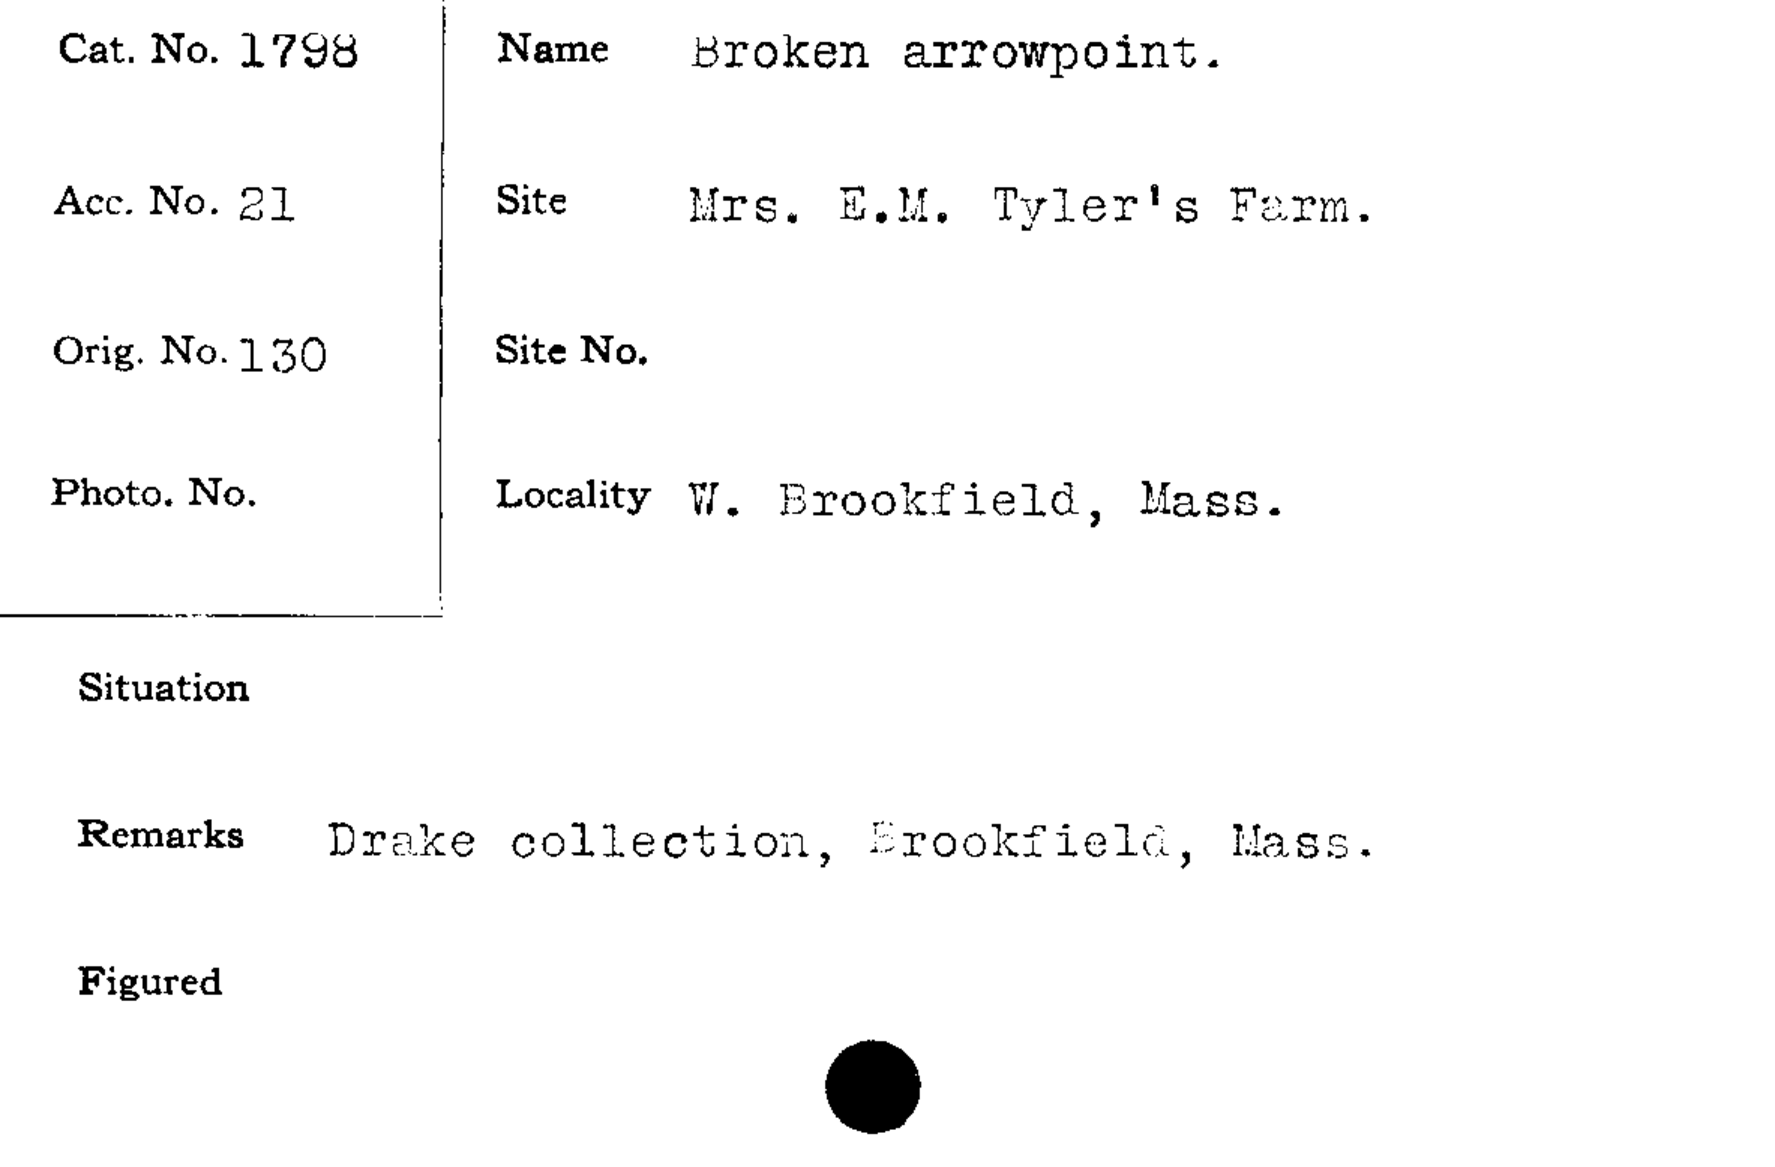 Cat. No. 1798
Name Broken arrowpoint.
Acc. No. 21
Site Mrs. E.M. Tyler's Farm.
Orig. No. 130
Site No.
Photo. No.
Locality W. Brookfield, Mass.
Situation
Remarks Drake collection, Brookfield, Mass.
Figured